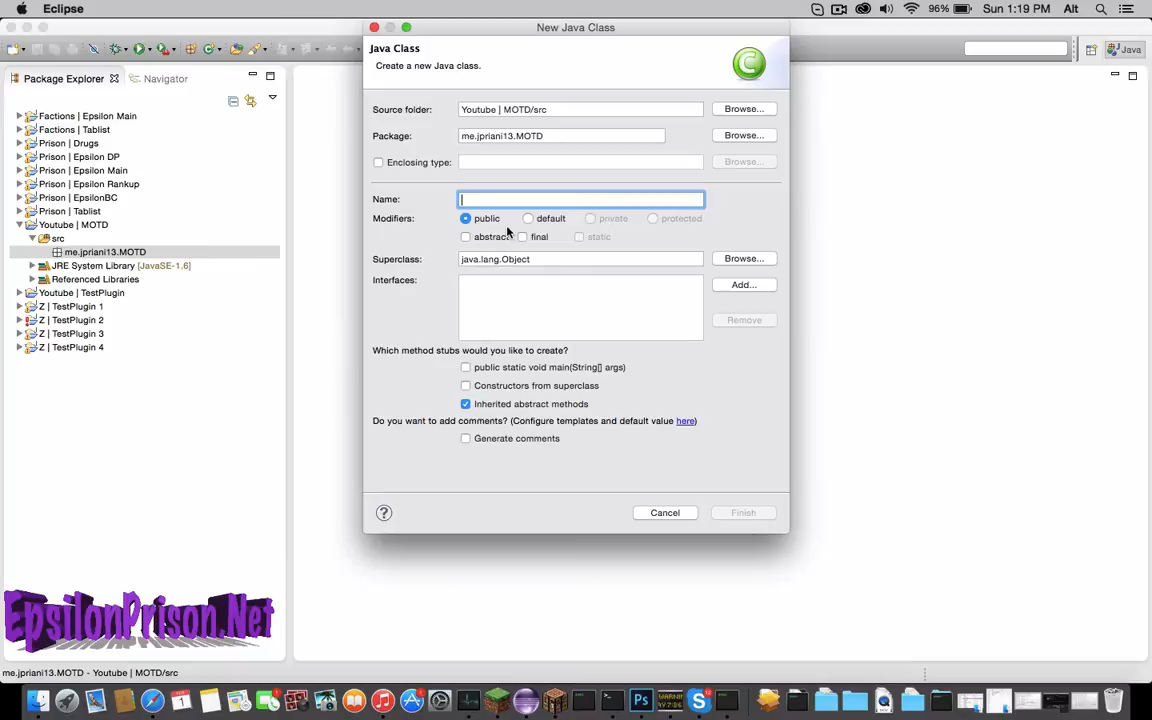 Eclipse
96% Sun 1:19 PM Alt
New Java Class
Java Class
Create a new Java class.
Java
Package Explorer Navigator
Factions | Epsilon Main
Factions | Tablist
Prison | Drugs
Prison | Epsilon DP
Prison | Epsilon Main
Prison | Epsilon Rankup
Prison | EpsilonBC
Prison | Tablist
Youtube | MOTD
src
me.jpriani13.MOTD
JRE System Library [JavaSE-1.6]
Referenced Libraries
Youtube | TestPlugin
Z | TestPlugin 1
Z | TestPlugin 2
Z | TestPlugin 3
Z | TestPlugin 4
Source folder: Youtube | MOTD/src Browse...
Package: me.jpriani13.MOTD Browse...
Enclosing type: Browse...
Name:
Modifiers: public default private protected
abstract final static
Superclass: java.lang.Object Browse...
Interfaces: Add...
Remove
Which method stubs would you like to create?
public static void main(String[] args)
Constructors from superclass
Inherited abstract methods
Do you want to add comments? (Configure templates and default value here)
Generate comments
? Cancel Finish
EpsilonPrison.Net
me.jpriani13.MOTD - Youtube | MOTD/src